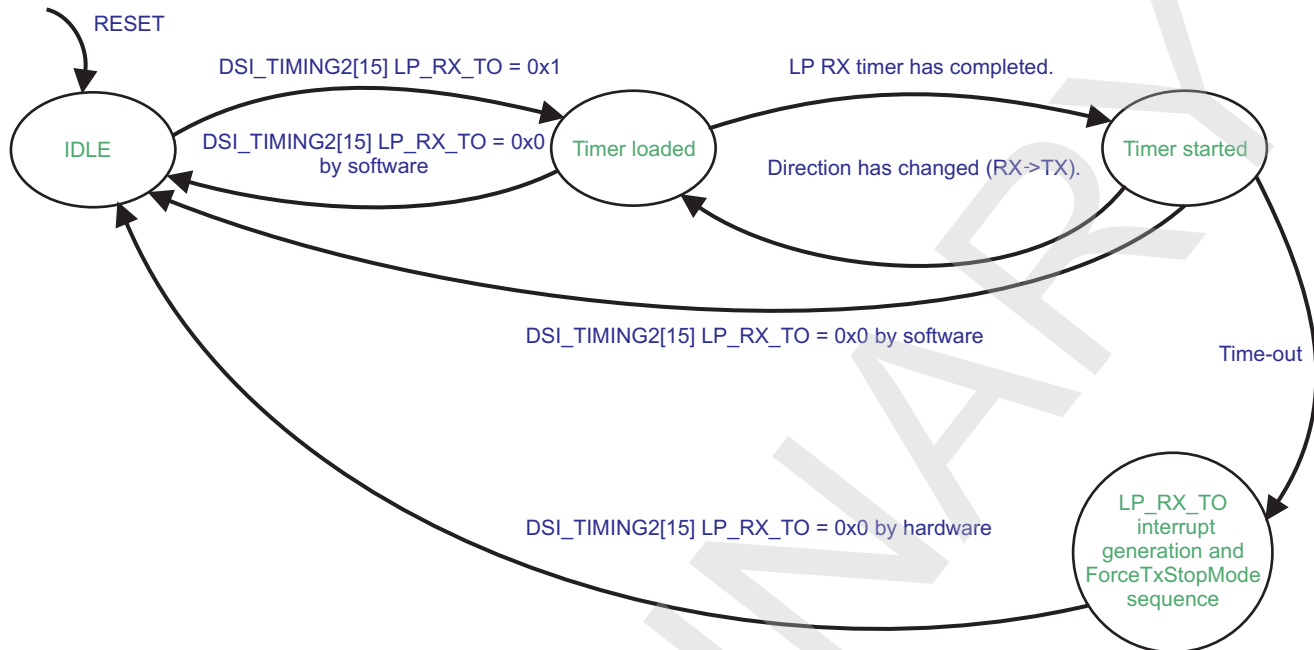 RESET
DSI_TIMING2[15] LP_RX_TO = 0x1
LP RX timer has completed.
IDLE
DSI_TIMING2[15] LP_RX_TO = 0x0
by software
Timer loaded
Direction has changed (RX->TX).
Timer started
DSI_TIMING2[15] LP_RX_TO = 0x0 by software
Time-out
DSI_TIMING2[15] LP_RX_TO = 0x0 by hardware
LP_RX_TO
interrupt
generation and
ForceTxStopMode
sequence